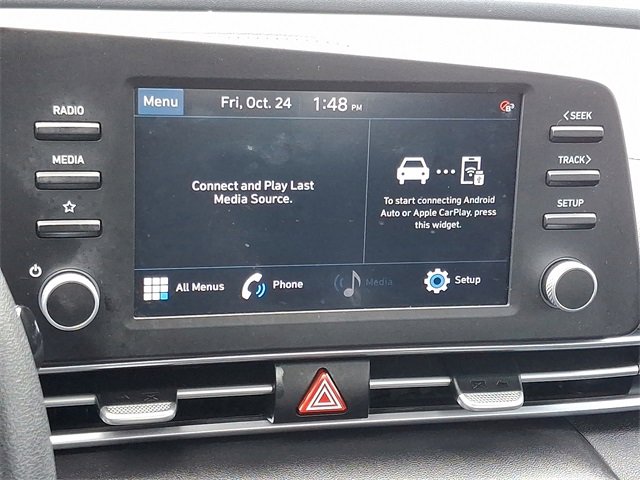 RADIO
MEDIA
Menu Fri, Oct. 24 1:48 PM
Connect and Play Last
Media Source.
To start connecting Android
Auto or Apple CarPlay, press
this widget.
All Menus Phone Media Setup
<SEEK
TRACK>
SETUP